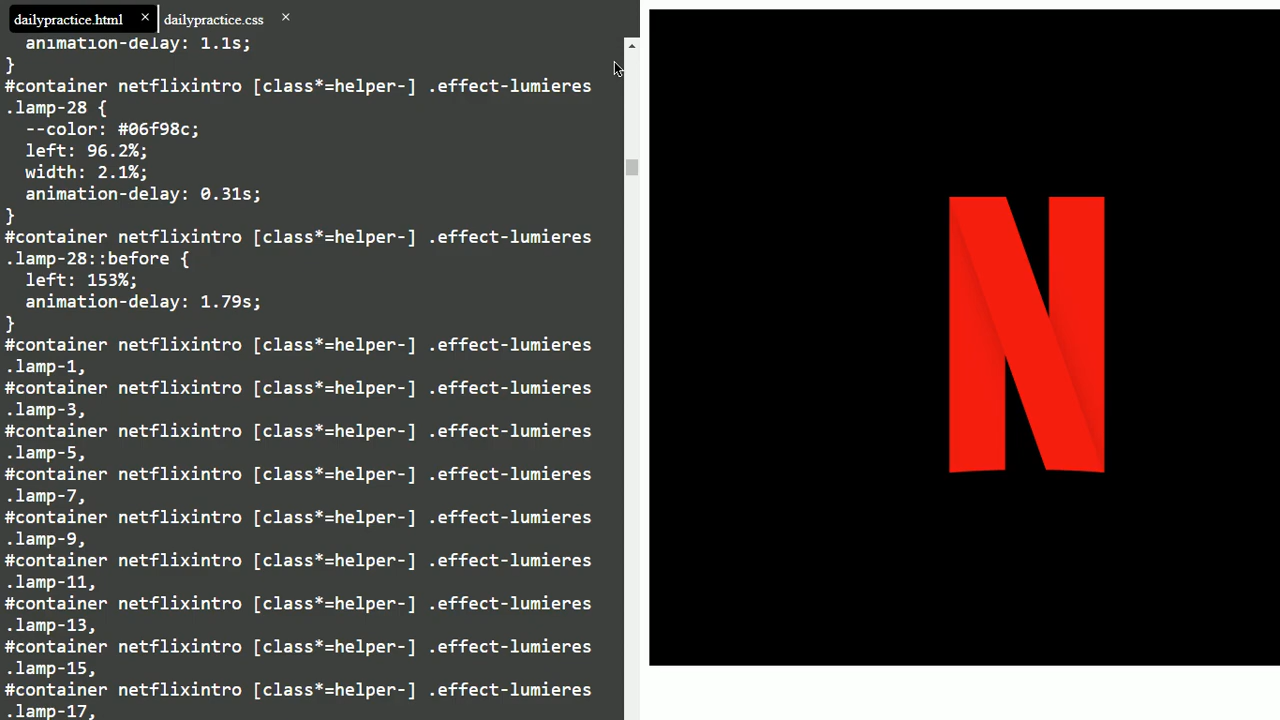 dailypractice.html × dailypractice.css ×
animation-delay: 1.1s;
}
#container netflixintro [class*=helper-] .effect-lumieres
.lamp-28 {
--color: #06f98c;
left: 96.2%;
width: 2.1%;
animation-delay: 0.31s;
}
#container netflixintro [class*=helper-] .effect-lumieres
.lamp-28::before {
left: 153%;
animation-delay: 1.79s;
}
#container netflixintro [class*=helper-] .effect-lumieres
.lamp-1,
#container netflixintro [class*=helper-] .effect-lumieres
.lamp-3,
#container netflixintro [class*=helper-] .effect-lumieres
.lamp-5,
#container netflixintro [class*=helper-] .effect-lumieres
.lamp-7,
#container netflixintro [class*=helper-] .effect-lumieres
.lamp-9,
#container netflixintro [class*=helper-] .effect-lumieres
.lamp-11,
#container netflixintro [class*=helper-] .effect-lumieres
.lamp-13,
#container netflixintro [class*=helper-] .effect-lumieres
.lamp-15,
#container netflixintro [class*=helper-] .effect-lumieres
.lamp-17,
N